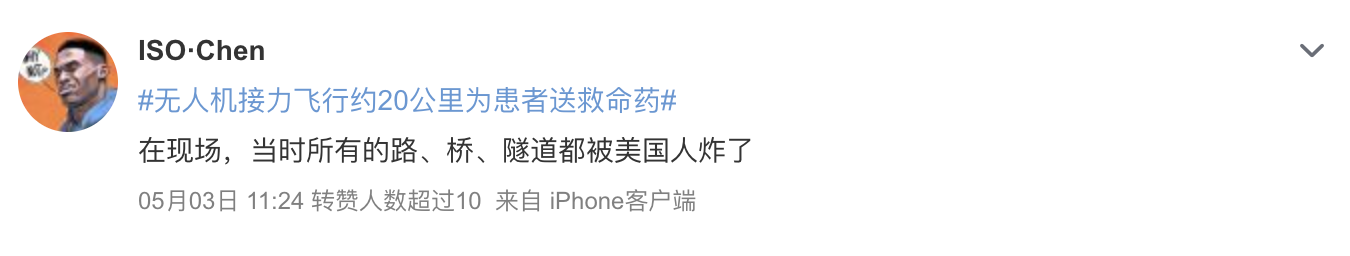 ISO·Chen
#无人机接力飞行约20公里为患者送救命药#
在现场，当时所有的路、桥、隧道都被美国人炸了
05月03日 11:24 转赞人数超过10 来自 iPhone客户端